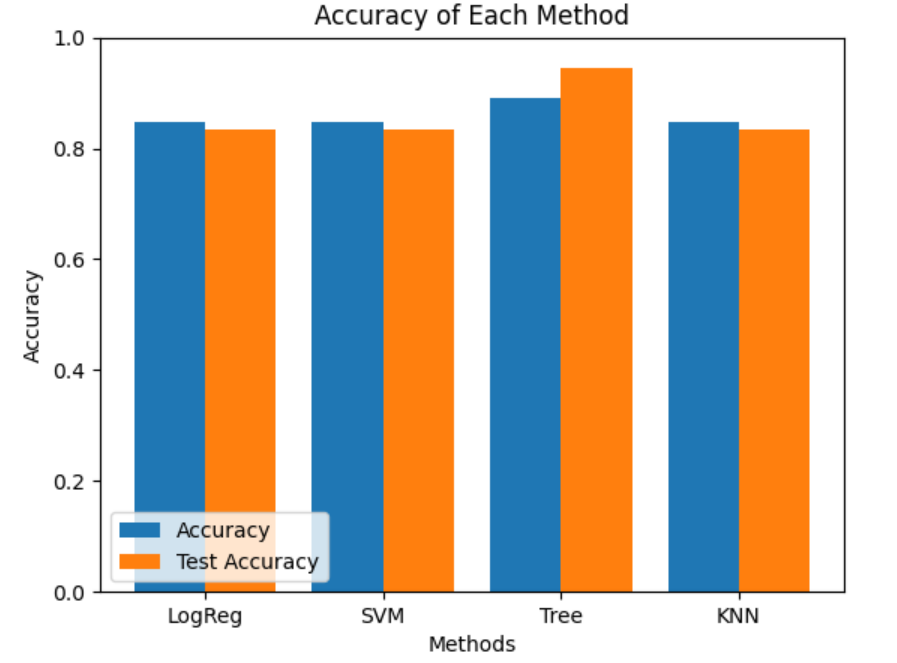 Accuracy of Each Method
1.0
0.8
0.6
0.4
0.2
0.0
Accuracy
Accuracy
Test Accuracy
LogReg SVM Tree KNN
Methods